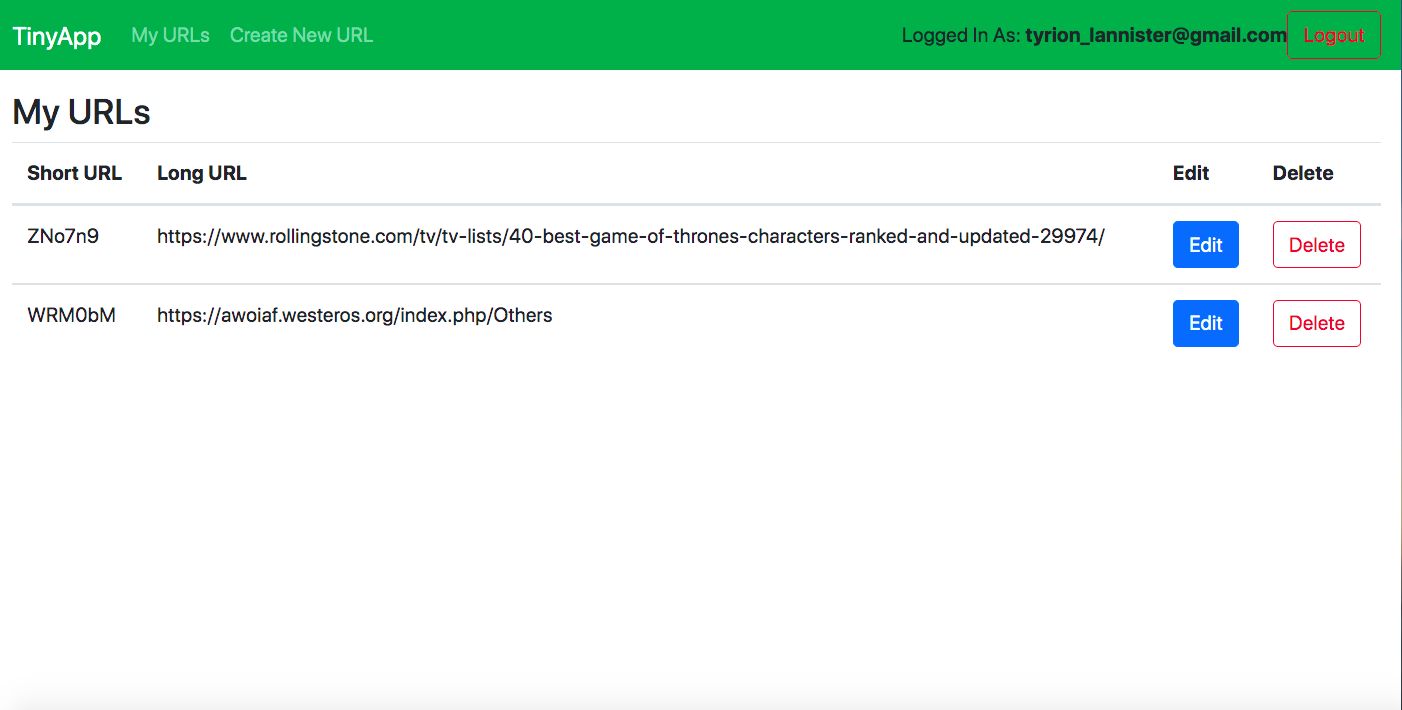 TinyApp My URLs Create New URL Logged In As: tyrion_lannister@gmail.com Logout
My URLs
Short URL Long URL Edit Delete
ZNo7n9 https://www.rollingstone.com/tv/tv-lists/40-best-game-of-thrones-characters-ranked-and-updated-29974/ Edit Delete
WRM0bM https://awoiaf.westeros.org/index.php/Others Edit Delete